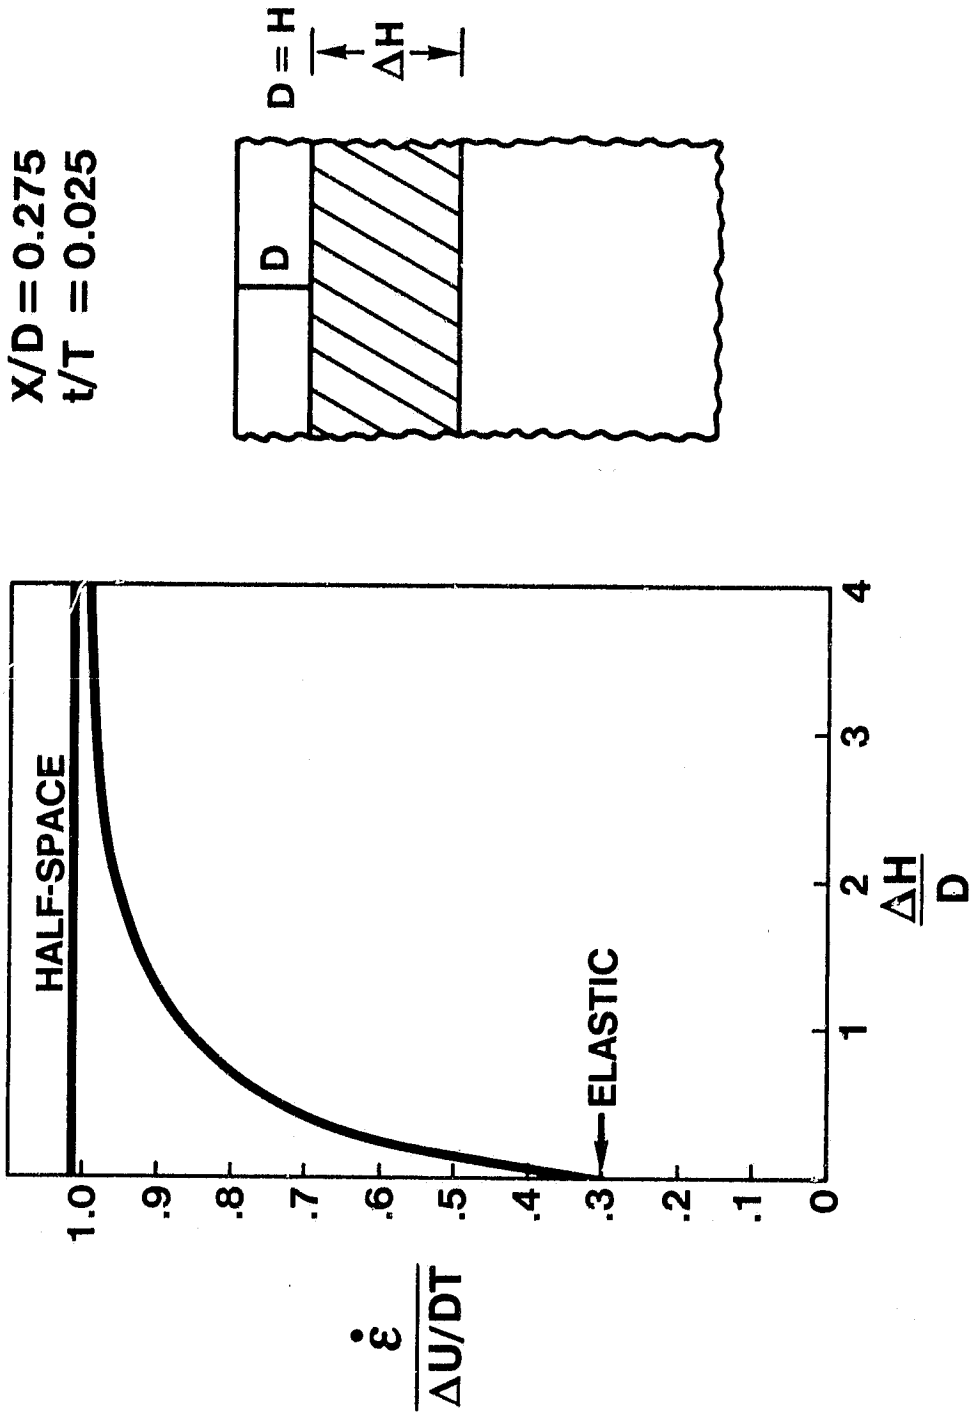 X/D = 0.275
t/T = 0.025
D
D = H
ΔH
HALF-SPACE
1.0
.9
.8
.7
.6
.5
.4
.3
.2
.1
0
ELASTIC
1
2
3
4
ε̇
ΔU/DT
ΔH
D